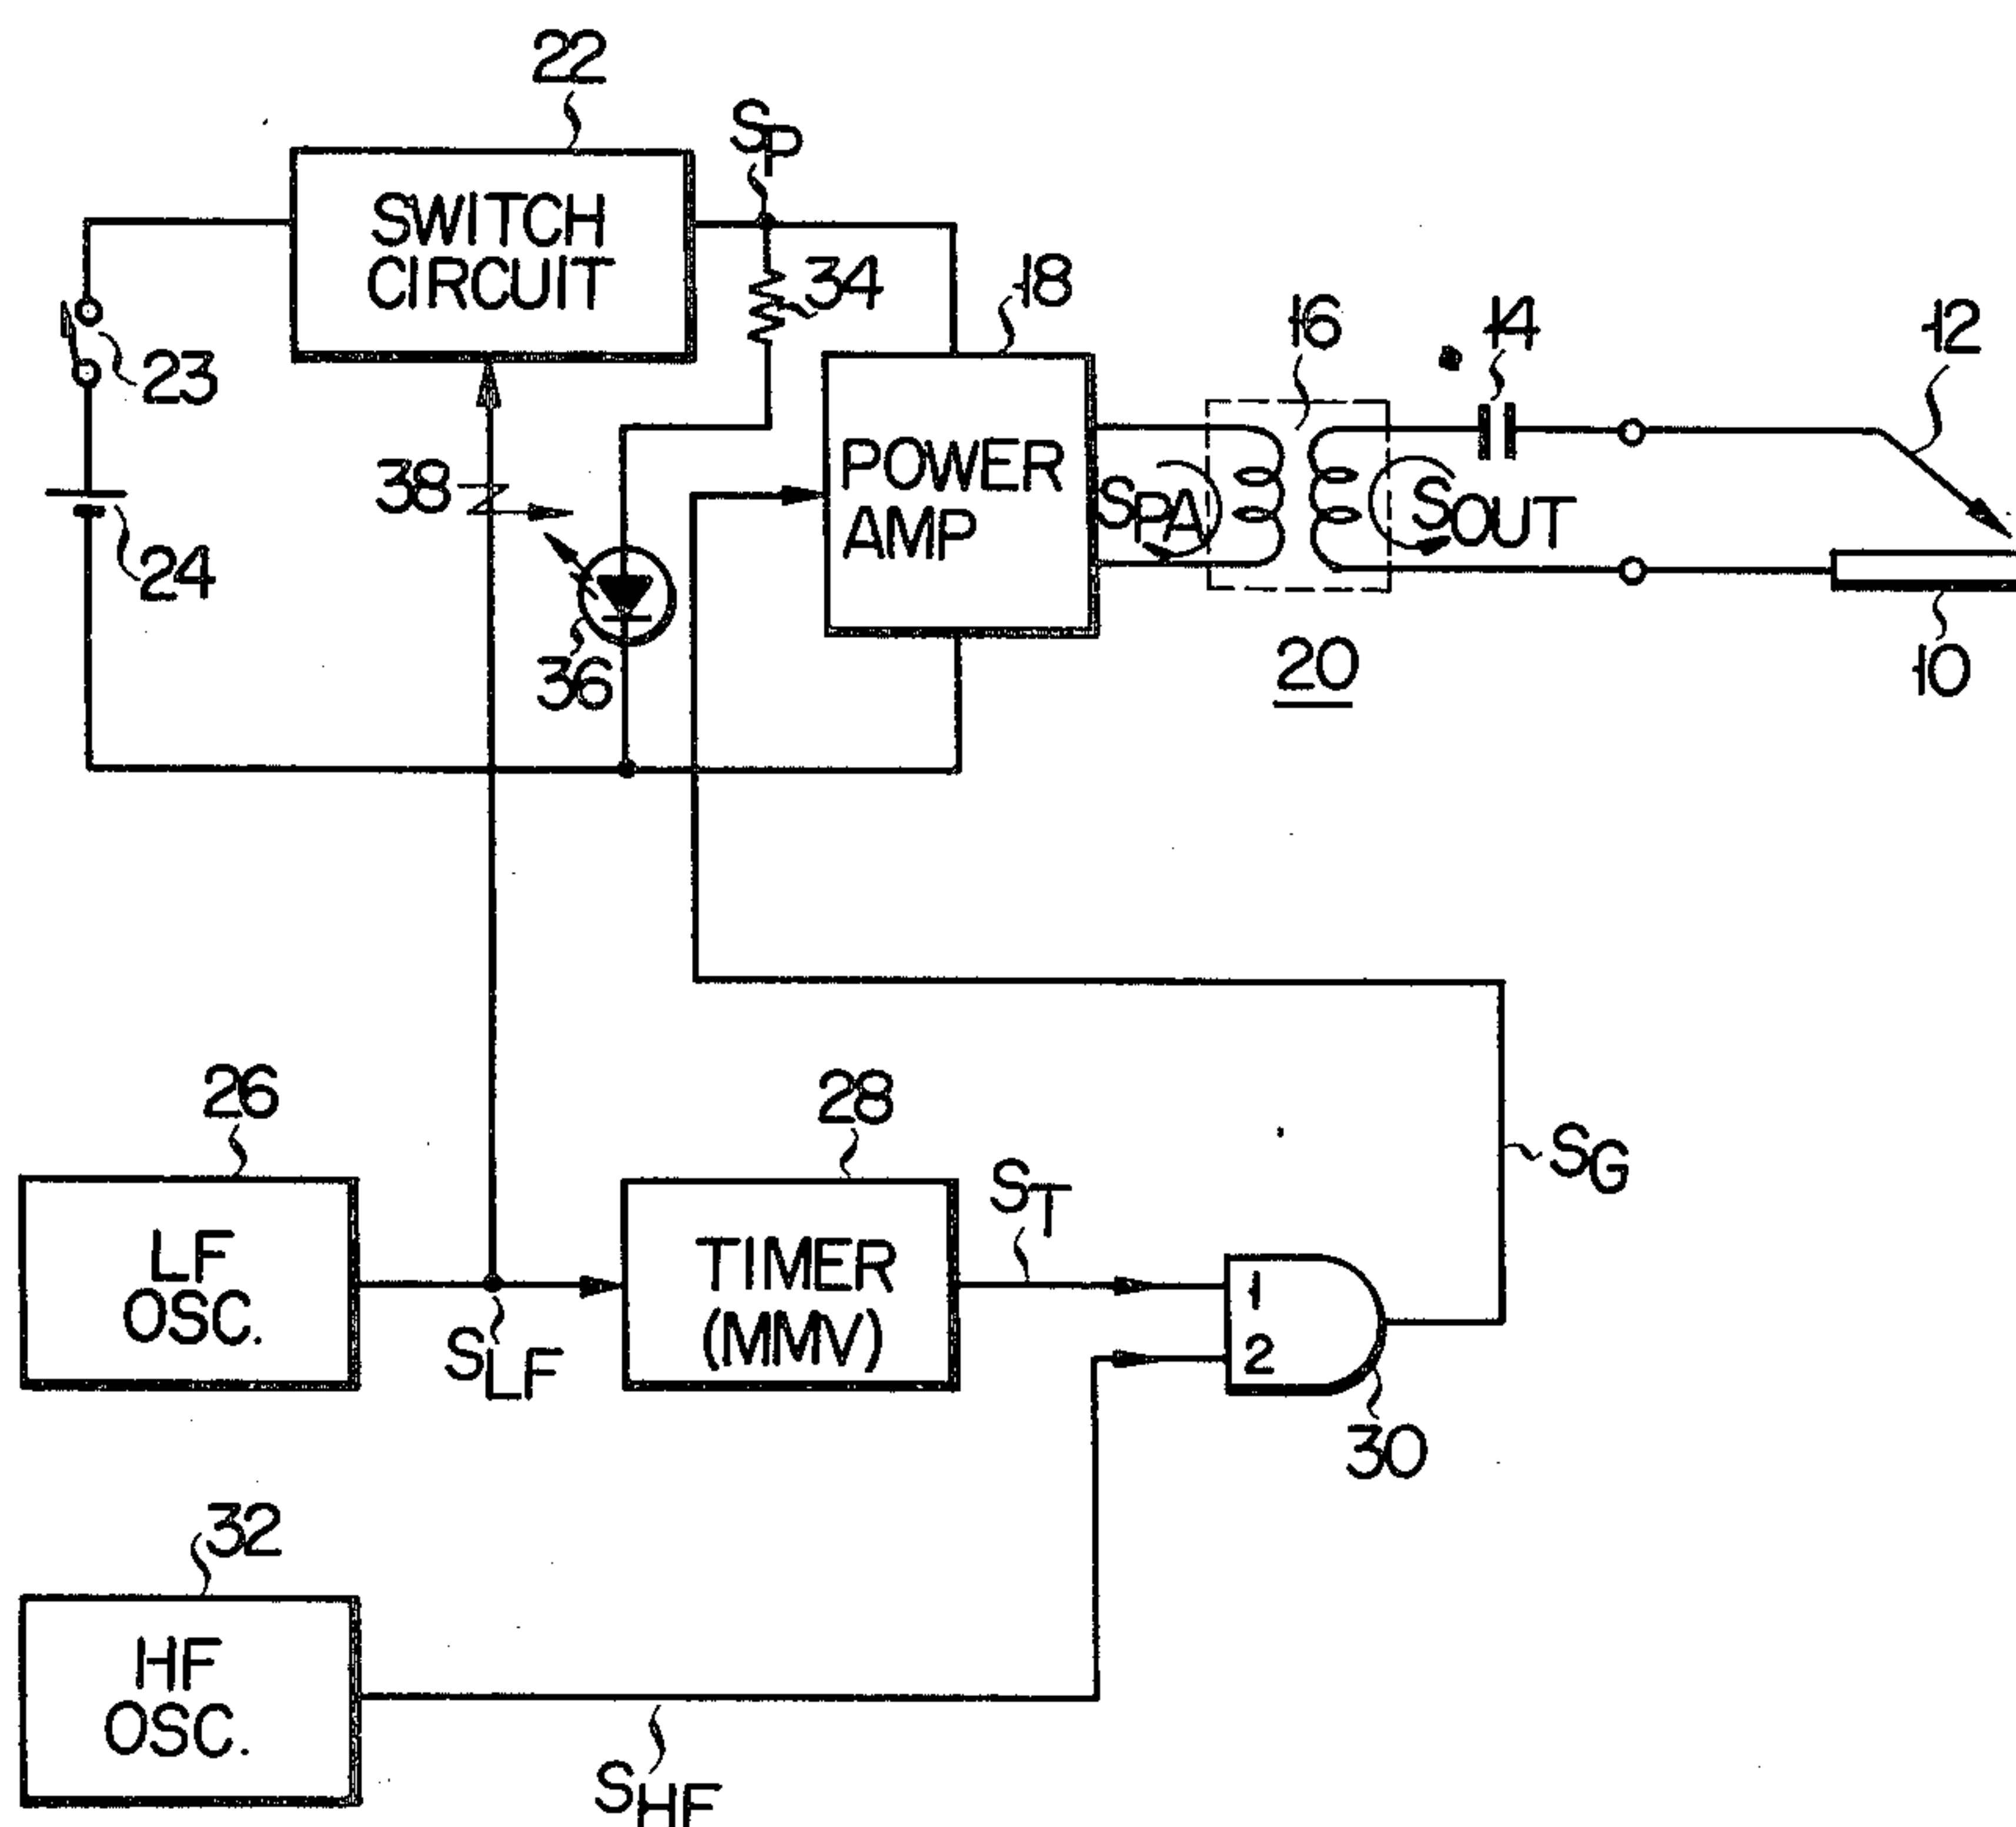 22
SP
SWITCH
CIRCUIT
34
18
16
14
12
23
38
POWER
AMP
SPA
SOUT
24
36
20
10
26
28
ST
SG
LF
OSC.
TIMER
(MMV)
1
2
SLF
30
32
HF
OSC.
SHF